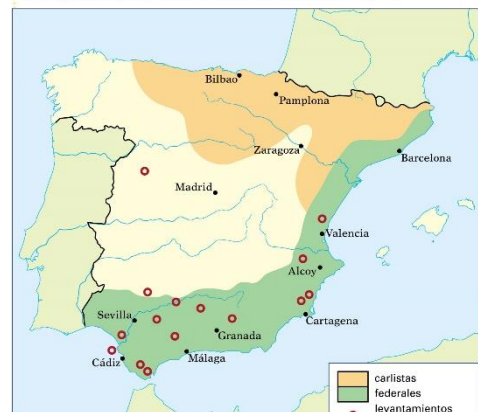 Bilbao
Pamplona
Zaragoza
Barcelona
Madrid
Valencia
Alcoy
Sevilla
Granada
Cartagena
Cádiz
Málaga
carlistas
federales
levantamientos